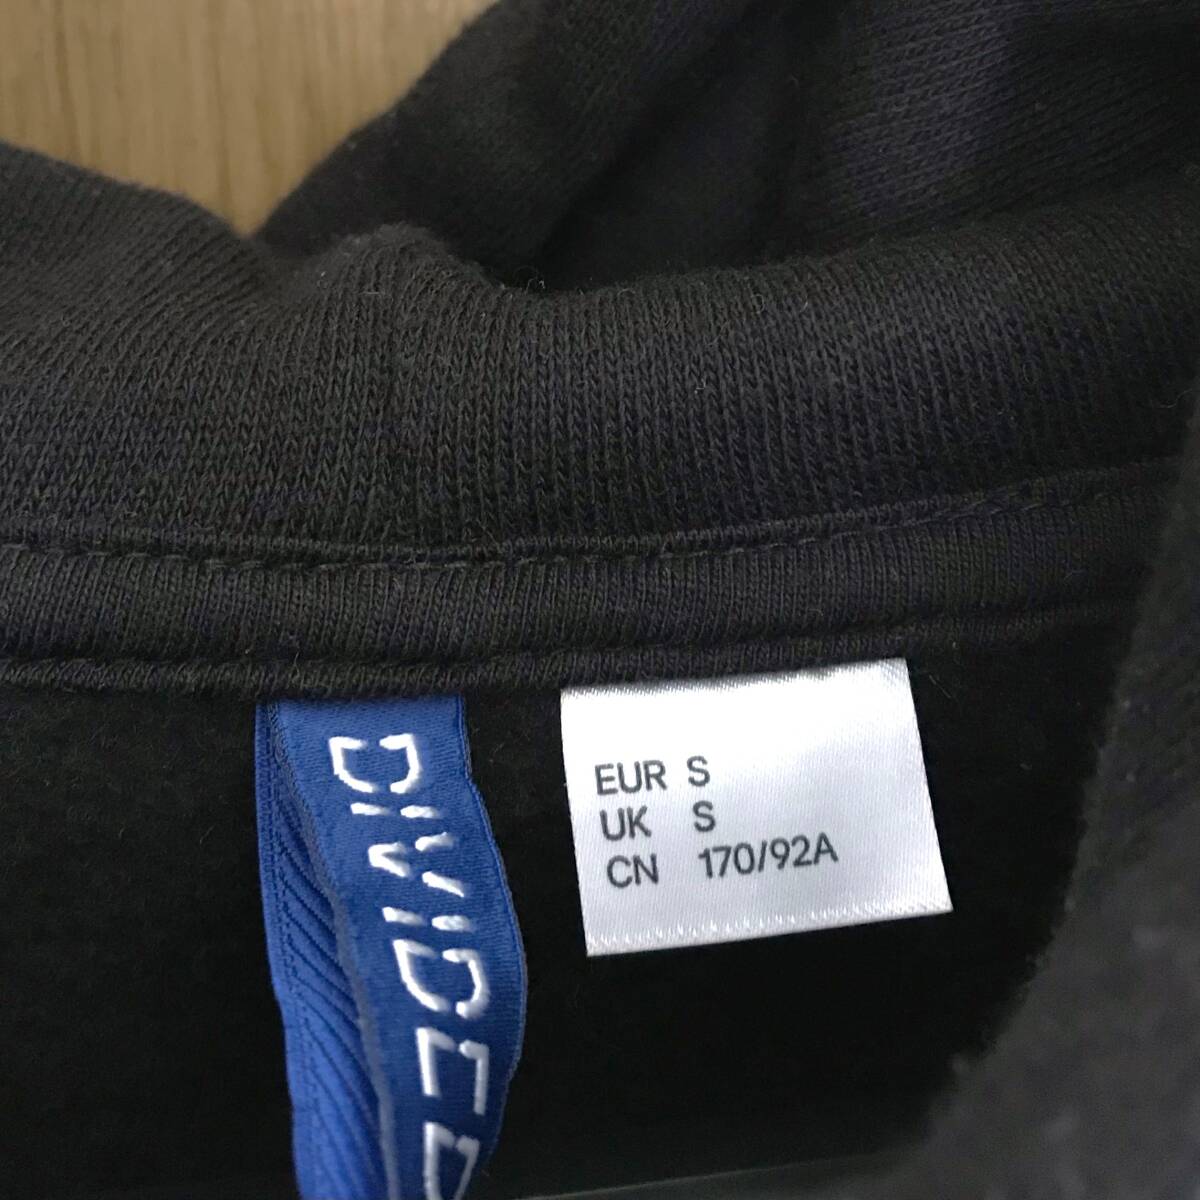 DIVIDED
EUR S
UK S
CN 170/92A